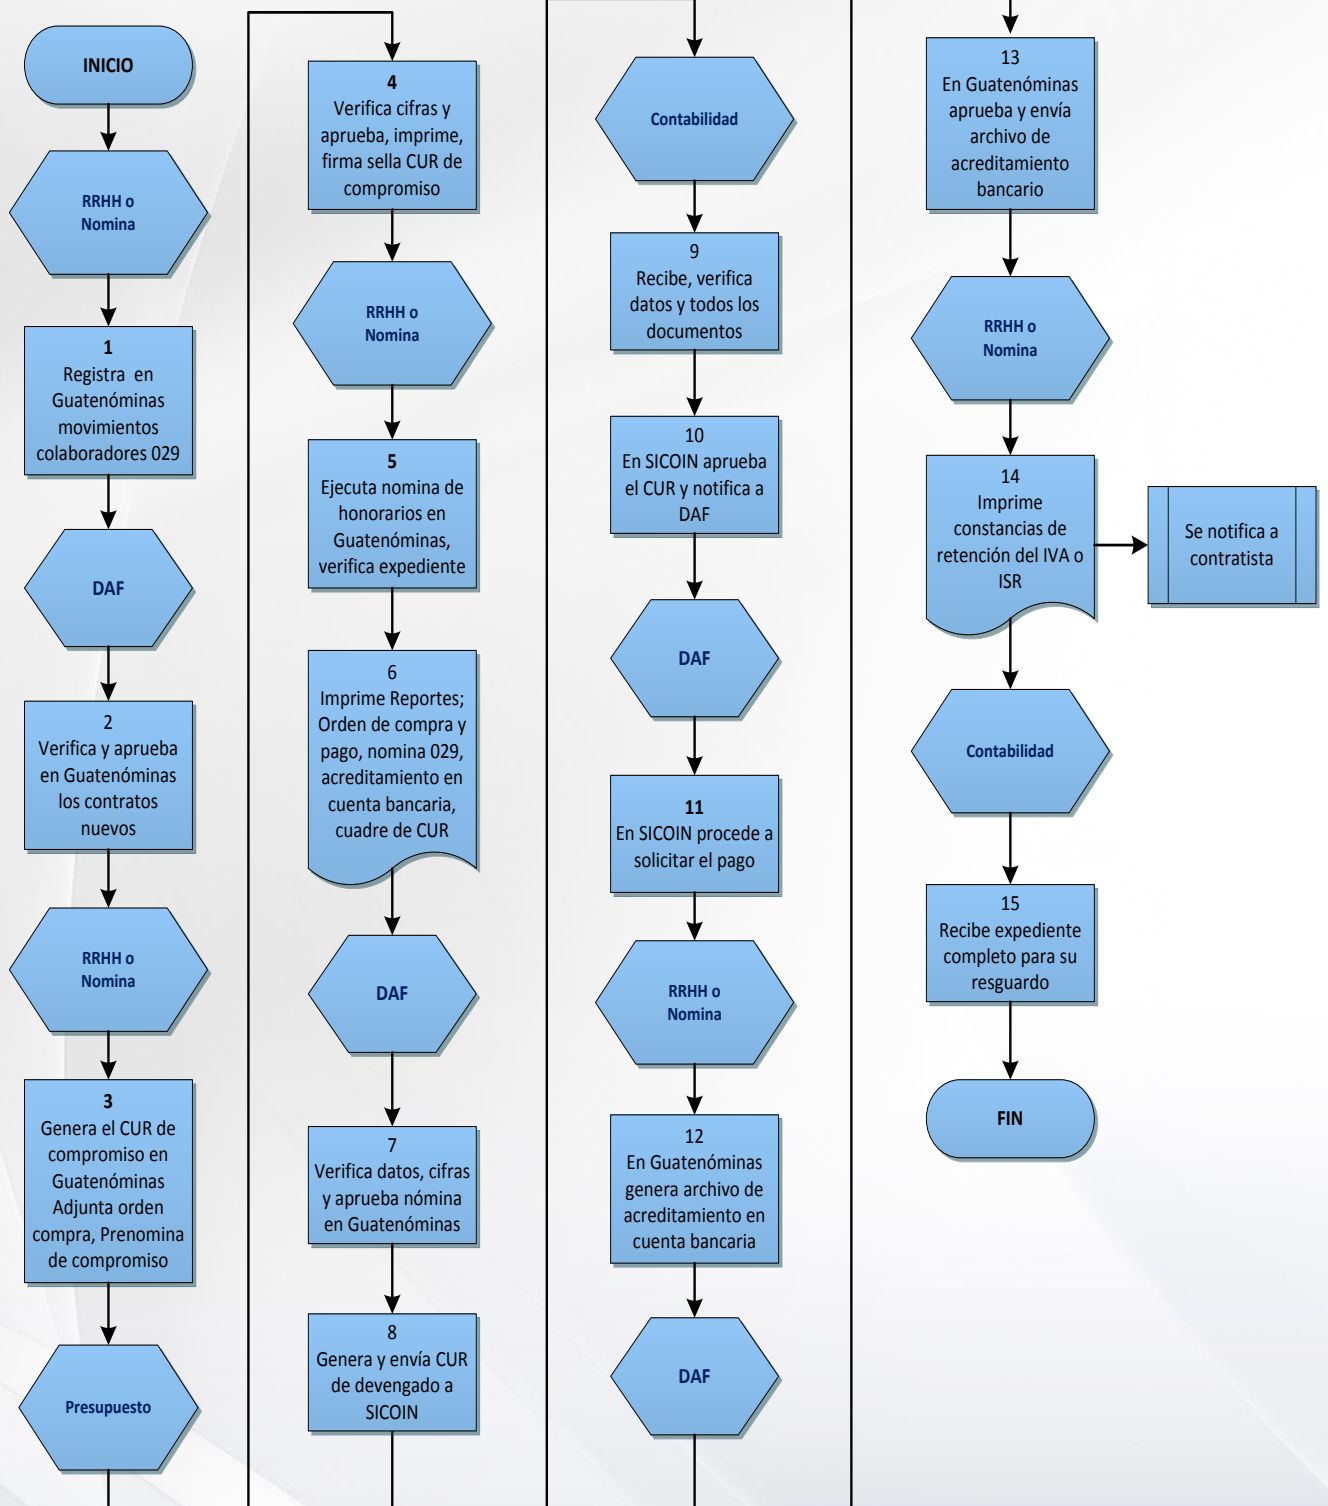 INICIO
RRHH o
Nomina
1
Registra en
Guatenóminas
movimientos
colaboradores 029
DAF
2
Verifica y aprueba
en Guatenóminas
los contratos
nuevos
RRHH o
Nomina
3
Genera el CUR de
compromiso en
Guatenóminas
Adjunta orden
compra, Prenomina
de compromiso
Presupuesto
4
Verifica cifras y
aprueba, imprime,
firma sella CUR de
compromiso
RRHH o
Nomina
5
Ejecuta nomina de
honorarios en
Guatenóminas,
verifica expediente
6
Imprime Reportes;
Orden de compra y
pago, nomina 029,
acreditamiento en
cuenta bancaria,
cuadre de CUR
DAF
7
Verifica datos, cifras
y aprueba nómina
en Guatenóminas
8
Genera y envía CUR
de devengado a
SICOIN
Contabilidad
9
Recibe, verifica
datos y todos los
documentos
10
En SICOIN aprueba
el CUR y notifica a
DAF
DAF
11
En SICOIN procede a
solicitar el pago
RRHH o
Nomina
12
En Guatenóminas
genera archivo de
acreditamiento en
cuenta bancaria
DAF
13
En Guatenóminas
aprueba y envía
archivo de
acreditamiento
bancario
RRHH o
Nomina
14
Imprime
constancias de
retención del IVA o
ISR
Se notifica a
contratista
Contabilidad
15
Recibe expediente
completo para su
resguardo
FIN